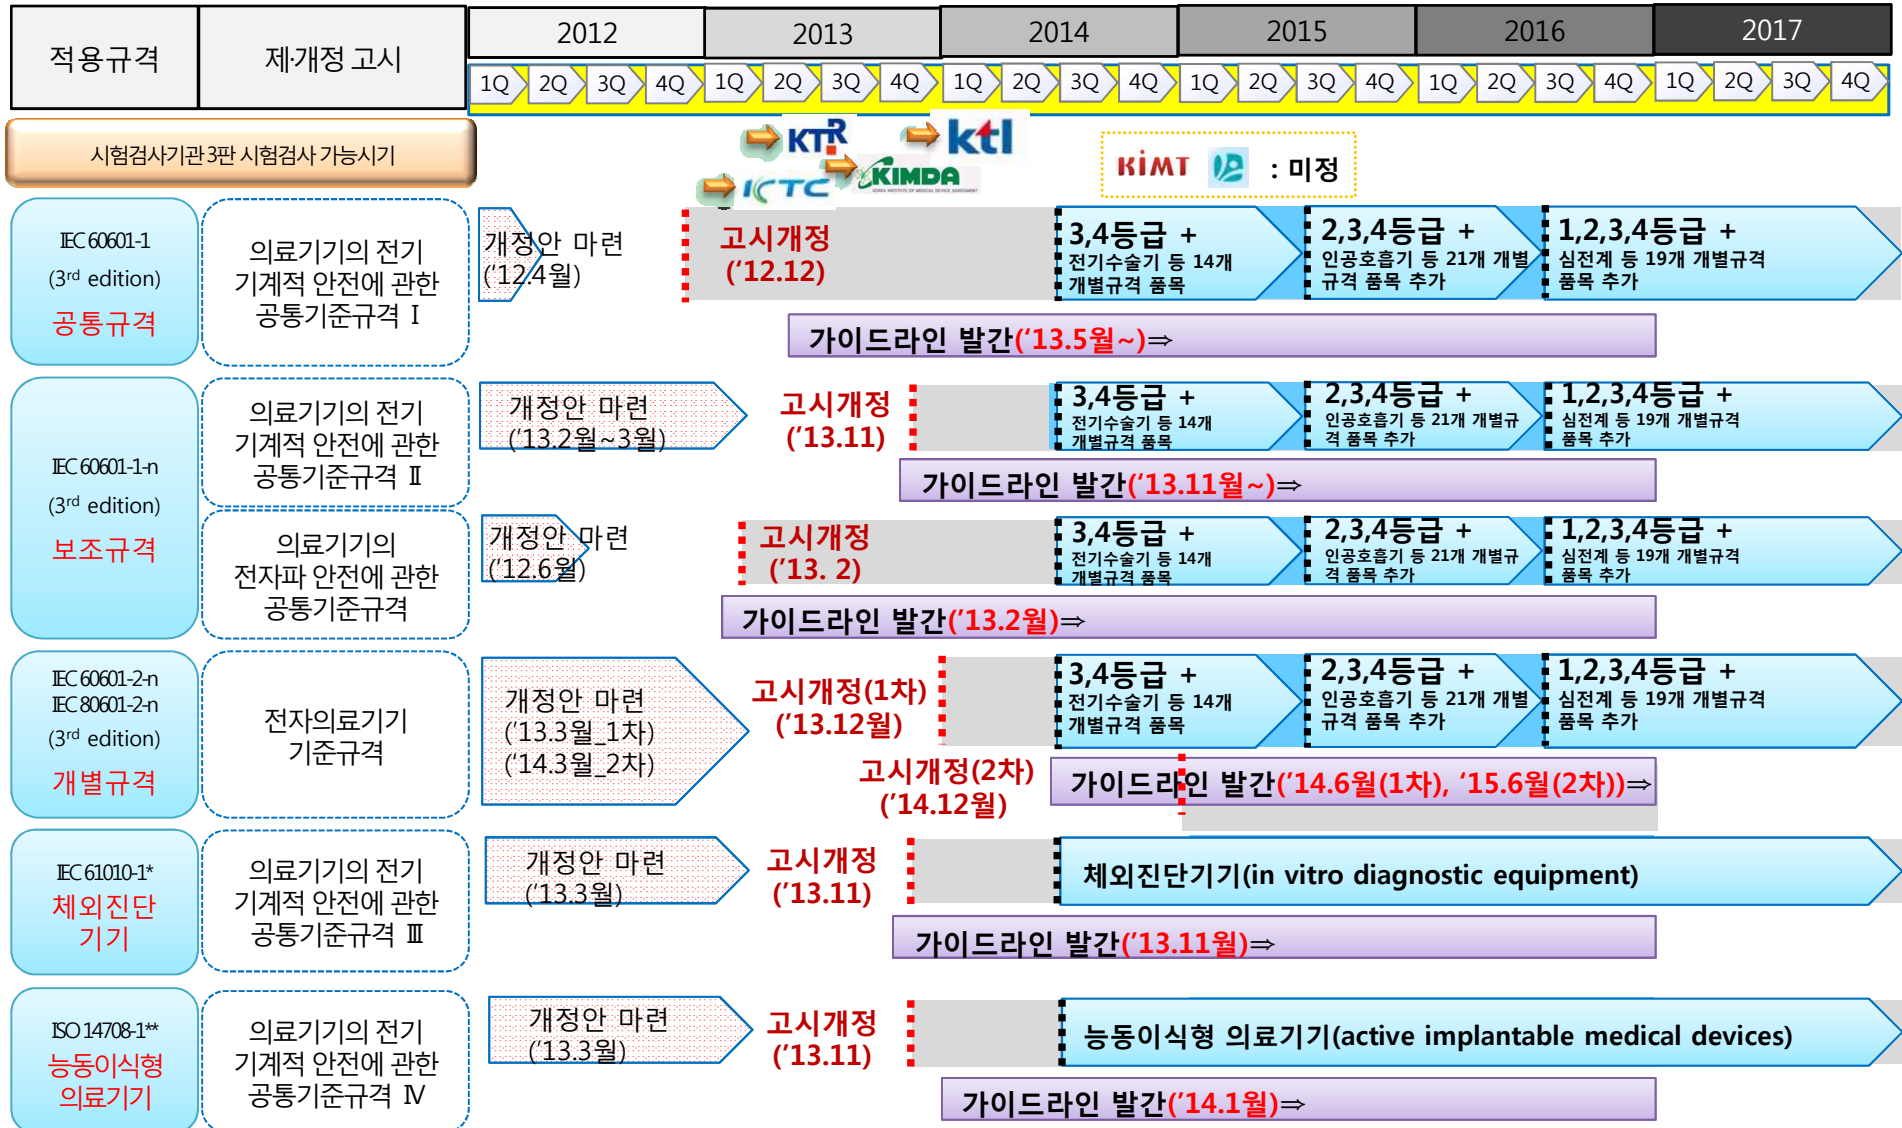 적용규격
제·개정 고시
2012
2013
2014
2015
2016
2017
1Q 2Q 3Q 4Q 1Q 2Q 3Q 4Q 1Q 2Q 3Q 4Q 1Q 2Q 3Q 4Q 1Q 2Q 3Q 4Q 1Q 2Q 3Q 4Q
시험검사기관 3판 시험검사 가능시기
KTR
ktl
KTC
KIMDA
KOREA INSTITUTE OF MEDICAL DEVICE ASSESSMENT
KIMT
: 미정
IEC 60601-1
(3rd edition)
공통규격
의료기기의 전기
기계적 안전에 관한
공통기준규격 Ⅰ
개정안 마련
('12.4월)
고시개정
('12.12)
3,4등급 +
전기수술기 등 14개
개별규격 품목
2,3,4등급 +
인공호흡기 등 21개 개별
규격 품목 추가
1,2,3,4등급 +
심전계 등 19개 개별규격
품목 추가
가이드라인 발간('13.5월~)⇒
IEC 60601-1-n
(3rd edition)
보조규격
의료기기의 전기
기계적 안전에 관한
공통기준규격 Ⅱ
개정안 마련
('13.2월~3월)
고시개정
('13.11)
3,4등급 +
전기수술기 등 14개
개별규격 품목
2,3,4등급 +
인공호흡기 등 21개 개별규
격 품목 추가
1,2,3,4등급 +
심전계 등 19개 개별규격
품목 추가
가이드라인 발간('13.11월~)⇒
의료기기의
전자파 안전에 관한
공통기준규격
개정안 마련
('12.6월)
고시개정
('13. 2)
3,4등급 +
전기수술기 등 14개
개별규격 품목
2,3,4등급 +
인공호흡기 등 21개 개별규
격 품목 추가
1,2,3,4등급 +
심전계 등 19개 개별규격
품목 추가
가이드라인 발간('13.2월)⇒
IEC 60601-2-n
IEC 80601-2-n
(3rd edition)
개별규격
전자의료기기
기준규격
개정안 마련
('13.3월_1차)
('14.3월_2차)
고시개정(1차)
('13.12월)
3,4등급 +
전기수술기 등 14개
개별규격 품목
2,3,4등급 +
인공호흡기 등 21개 개별
규격 품목 추가
1,2,3,4등급 +
심전계 등 19개 개별규격
품목 추가
고시개정(2차)
('14.12월)
가이드라인 발간('14.6월(1차), '15.6월(2차))⇒
IEC 61010-1*
체외진단
기기
의료기기의 전기
기계적 안전에 관한
공통기준규격 Ⅲ
개정안 마련
('13.3월)
고시개정
('13.11)
체외진단기기(in vitro diagnostic equipment)
가이드라인 발간('13.11월)⇒
ISO 14708-1**
능동이식형
의료기기
의료기기의 전기
기계적 안전에 관한
공통기준규격 Ⅳ
개정안 마련
('13.3월)
고시개정
('13.11)
능동이식형 의료기기(active implantable medical devices)
가이드라인 발간('14.1월)⇒